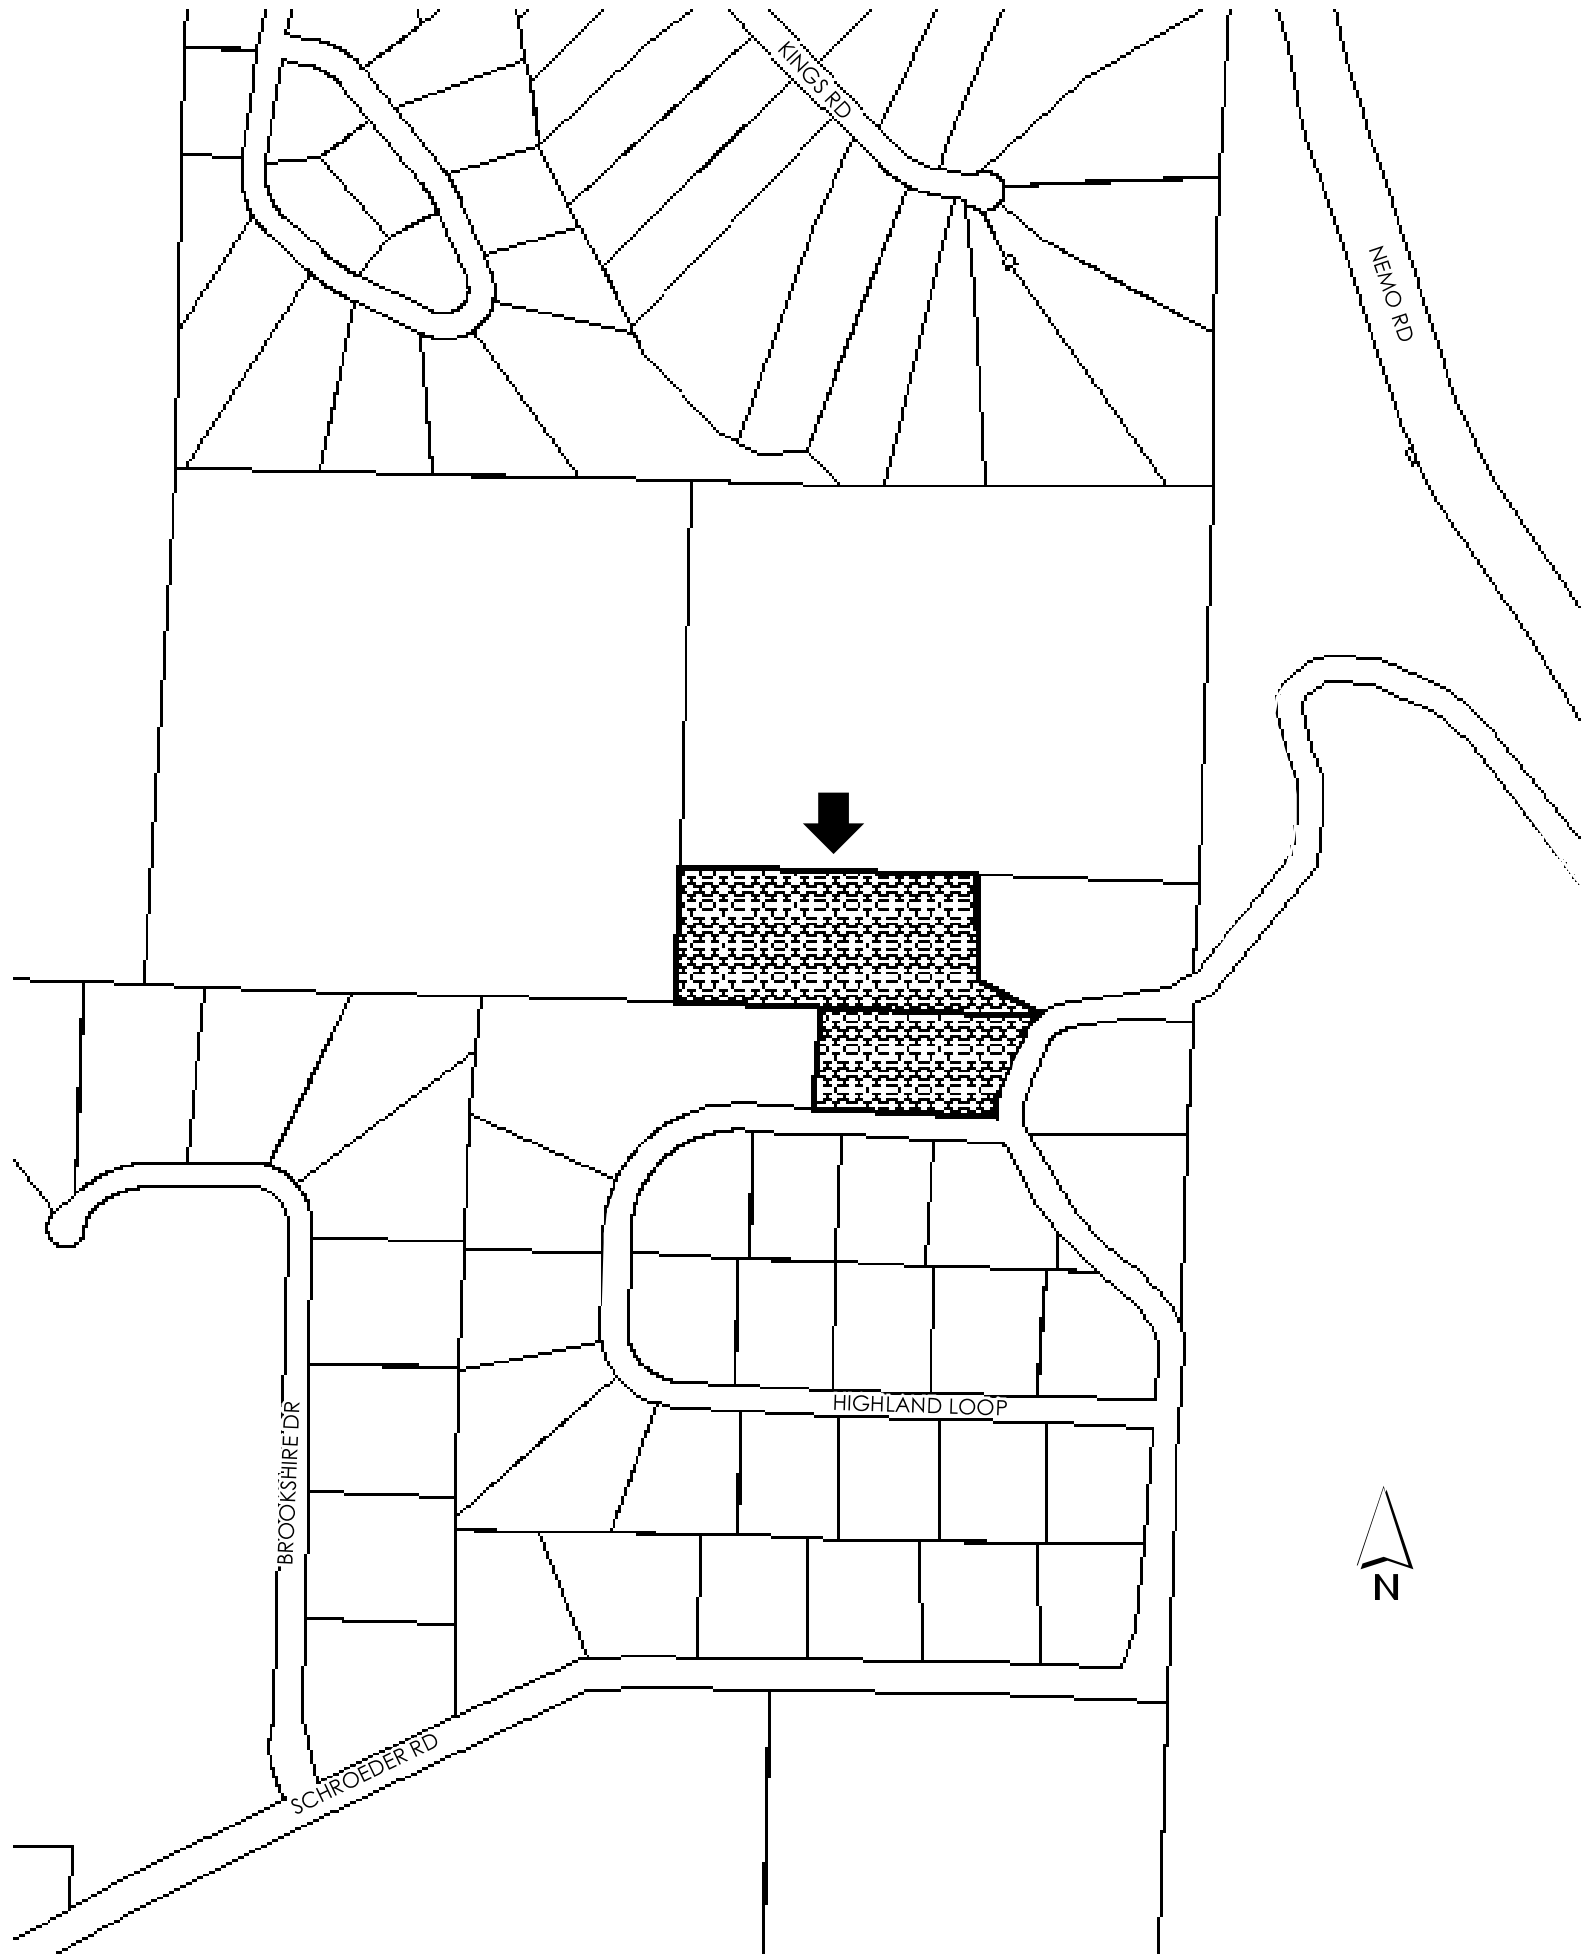 KINGS RD
NEMO RD
HIGHLAND LOOP
BROOKSHIRE DR
N
SCHROEDER RD